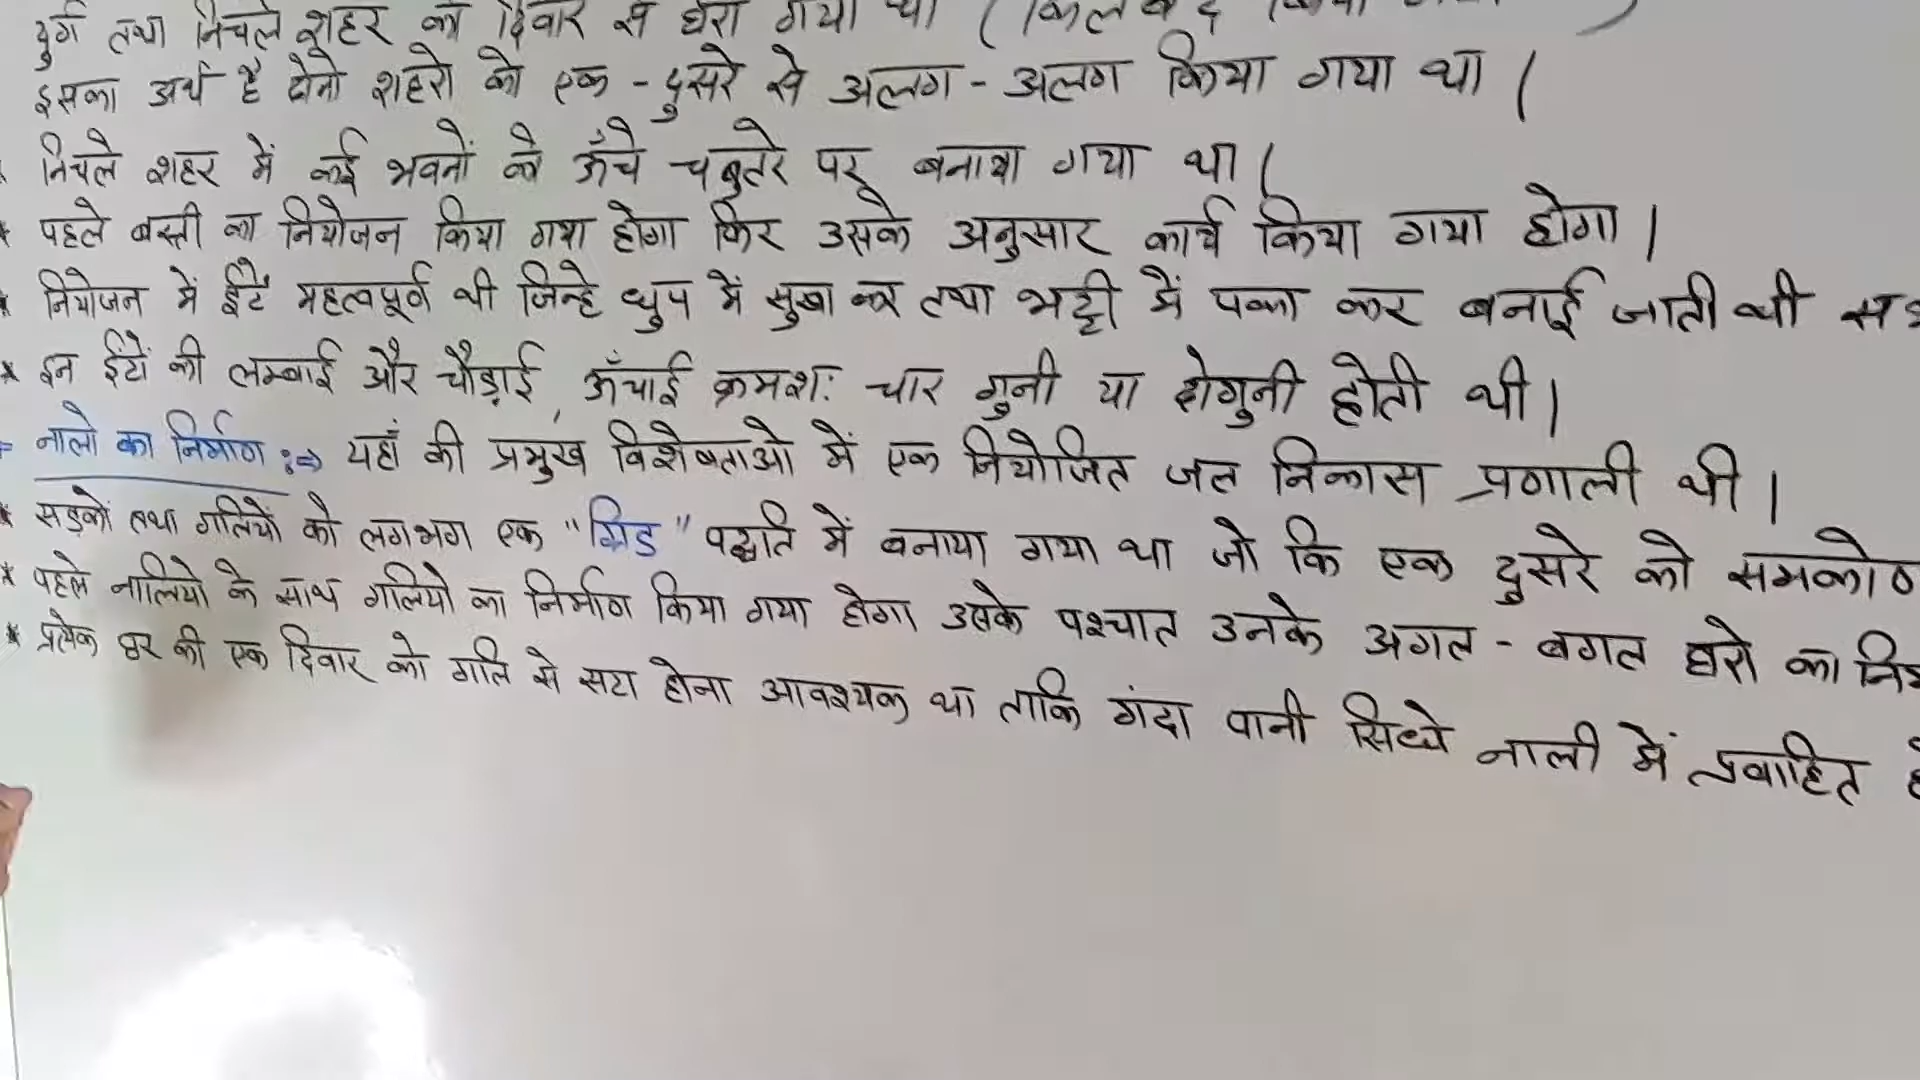 दुर्ग तथा निचले शहर को दिवार से घेरा गया था (
इसका अर्थ है दोनो शहरो को एक - दुसरे से अलग - अलग किया गया था |
निचले शहर में कई भवनों को ऊँचे चबुतरे पर बनाया गया था |
* पहले बस्ती का नियोजन किया गया होगा फिर उसके अनुसार कार्य किया गया होगा |
* नियोजन में ईंटें महत्वपूर्ण थी जिन्हे धुप में सुखा कर तथा भट्टी में पका कर बनाई जाती थी
* इन ईंटों की लम्बाई और चौड़ाई, ऊँचाई क्रमश: चार गुनी या दोगुनी होती थी |
नालो का निर्माण :⇒ यहाँ की प्रमुख विशेषताओ में एक नियोजित जल निकास प्रणाली थी |
* सड़कों तथा गलियों को लगभग एक "ग्रिड" पद्धति में बनाया गया था जो कि एक दुसरे को समकोण
* पहले नालियो के साथ गलियो का निर्माण किया गया होगा उसके पश्चात उनके अगल - बगल घरो का
* प्रत्येक घर की एक दिवार को गलि से सटा होना आवश्यक था ताकि गंदा पानी सिधे नाली में प्रवाहित